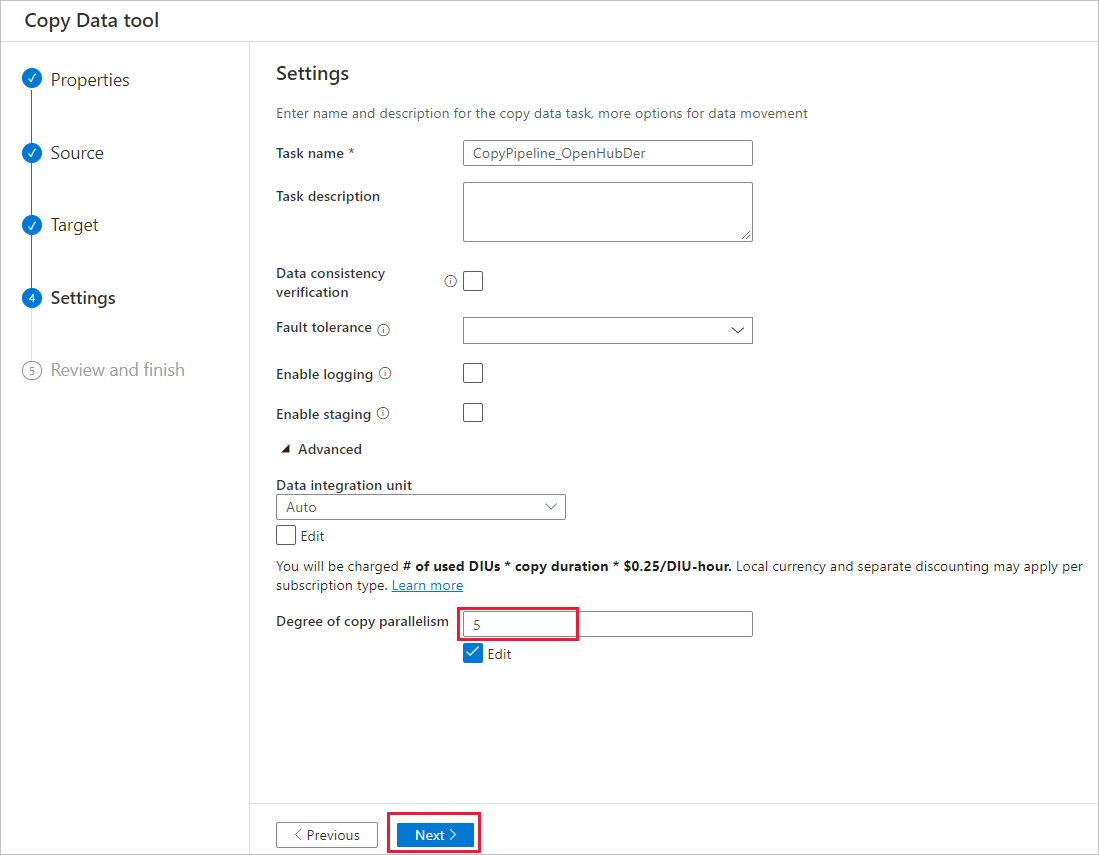 Copy Data tool
Properties
Source
Target
4 Settings
5 Review and finish
Settings
Enter name and description for the copy data task, more options for data movement
Task name *
CopyPipeline_OpenHubDer
Task description
Data consistency
verification
Fault tolerance
Enable logging
Enable staging
Advanced
Data integration unit
Auto
Edit
You will be charged # of used DIUs * copy duration * $0.25/DIU-hour. Local currency and separate discounting may apply per
subscription type. Learn more
Degree of copy parallelism
5
Edit
Previous
Next